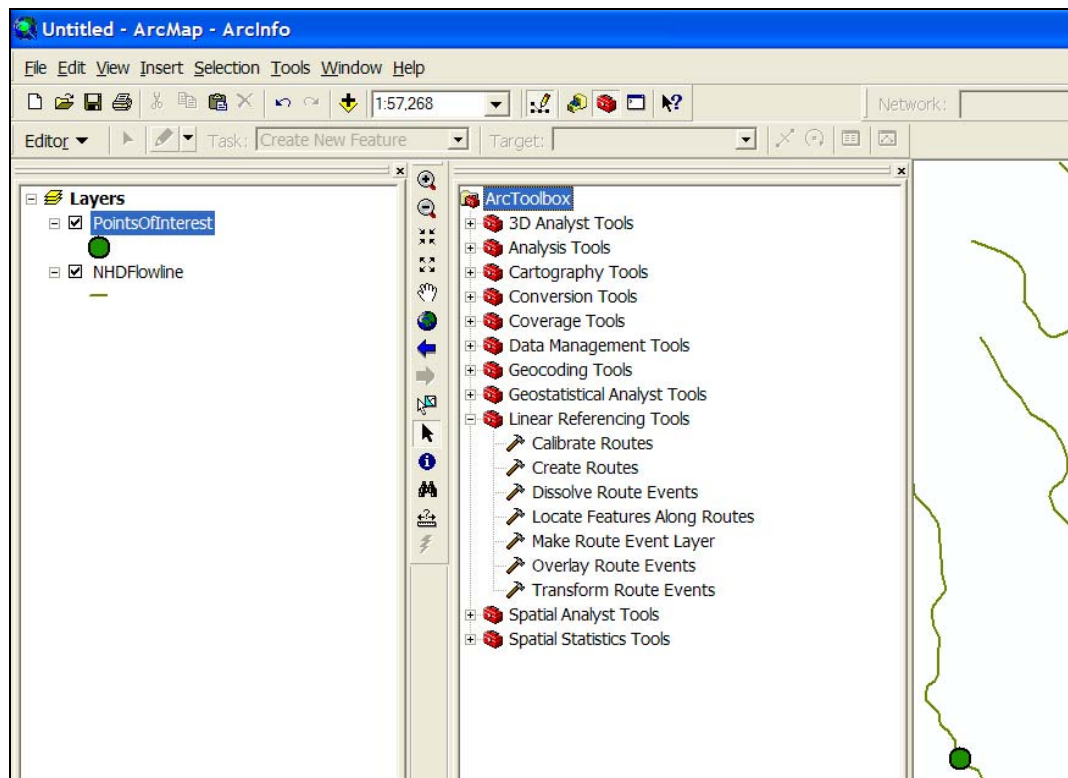 Untitled - ArcMap - ArcInfo
File Edit View Insert Selection Tools Window Help
1:57,268
Network:
Editor
Task: Create New Feature
Target:
Layers
PointsOfInterest
NHDFlowline
ArcToolbox
3D Analyst Tools
Analysis Tools
Cartography Tools
Conversion Tools
Coverage Tools
Data Management Tools
Geocoding Tools
Geostatistical Analyst Tools
Linear Referencing Tools
Calibrate Routes
Create Routes
Dissolve Route Events
Locate Features Along Routes
Make Route Event Layer
Overlay Route Events
Transform Route Events
Spatial Analyst Tools
Spatial Statistics Tools